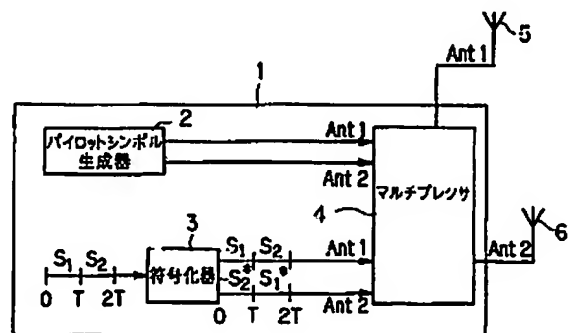 5
Ant 1
1
2
パイロットシンボル
生成器
Ant 1
Ant 2
マルチプレクサ
4
6
Ant 2
3
符号化器
S1 S2
0 T 2T
S1 S2
S2* S1*
0 T 2T
Ant 1
Ant 2